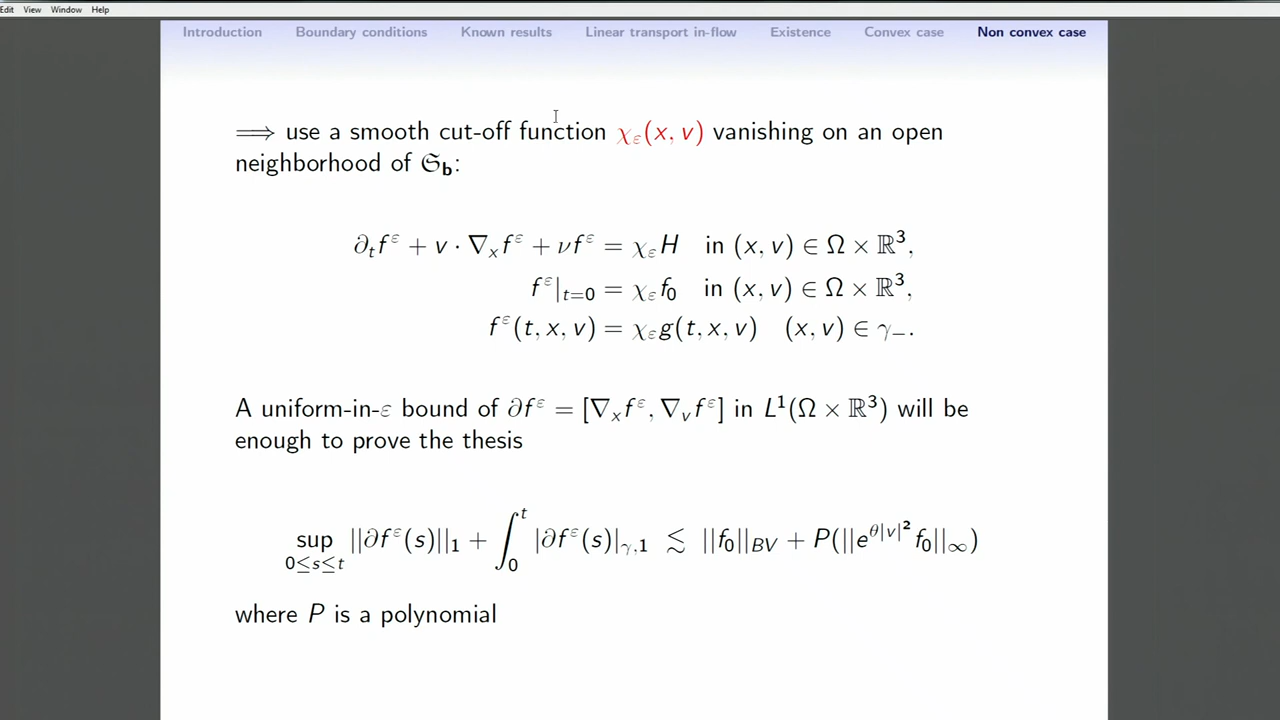 Edit View Window Help
Introduction Boundary conditions Known results Linear transport in-flow Existence Convex case Non convex case
⟹ use a smooth cut-off function χ_ε(x, v) vanishing on an open
neighborhood of 𝔖_b:
∂_t f^ε + v · ∇_x f^ε + νf^ε = χ_ε H in (x, v) ∈ Ω × ℝ³,
f^ε|_{t=0} = χ_ε f_0 in (x, v) ∈ Ω × ℝ³,
f^ε(t, x, v) = χ_ε g(t, x, v) (x, v) ∈ γ_−.
A uniform-in-ε bound of ∂f^ε = [∇_x f^ε, ∇_v f^ε] in L¹(Ω × ℝ³) will be
enough to prove the thesis
sup_{0≤s≤t} ||∂f^ε(s)||_1 + ∫_0^t |∂f^ε(s)|_{γ,1} ≲ ||f_0||_{BV} + P(||e^{θ|v|²} f_0||_∞)
where P is a polynomial